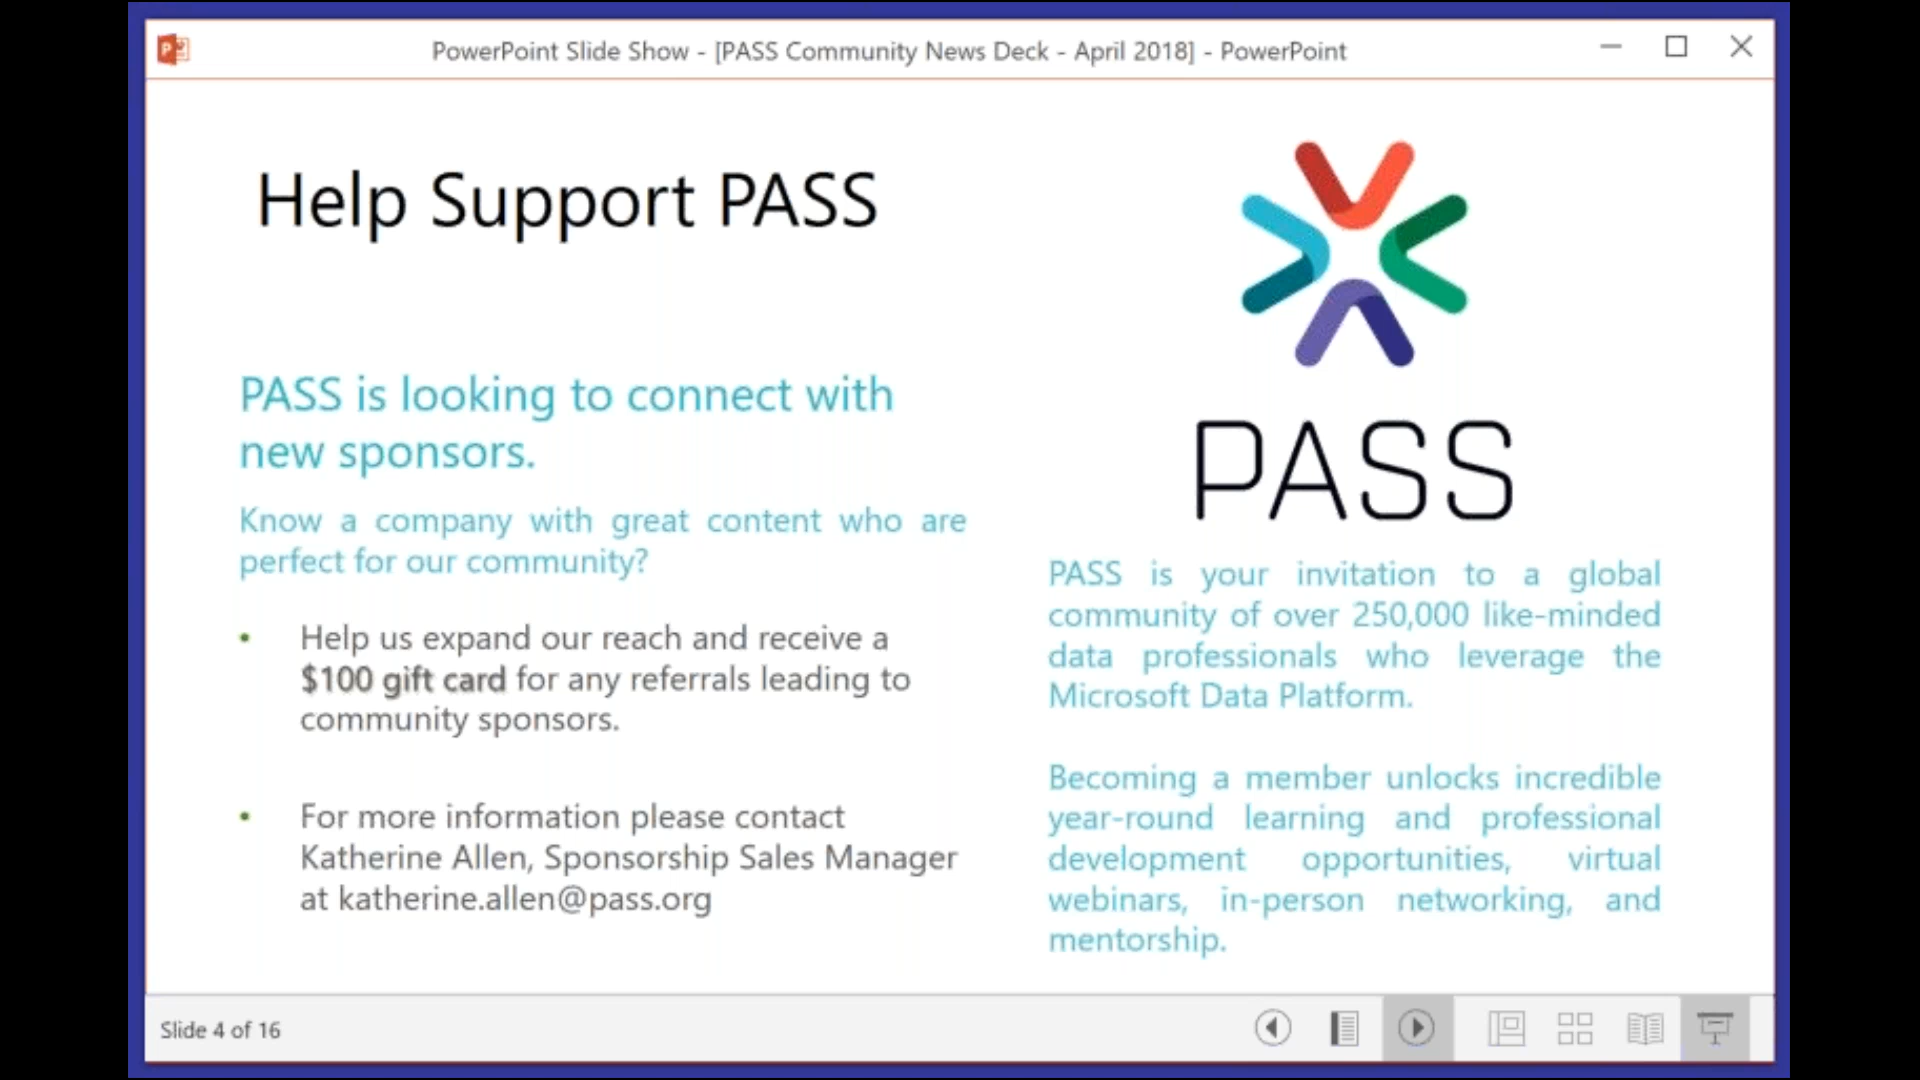 PowerPoint Slide Show - [PASS Community News Deck - April 2018] - PowerPoint
Help Support PASS
PASS is looking to connect with
new sponsors.
Know a company with great content who are
perfect for our community?
• Help us expand our reach and receive a
$100 gift card for any referrals leading to
community sponsors.
• For more information please contact
Katherine Allen, Sponsorship Sales Manager
at katherine.allen@pass.org
PASS
PASS is your invitation to a global
community of over 250,000 like-minded
data professionals who leverage the
Microsoft Data Platform.
Becoming a member unlocks incredible
year-round learning and professional
development opportunities, virtual
webinars, in-person networking, and
mentorship.
Slide 4 of 16